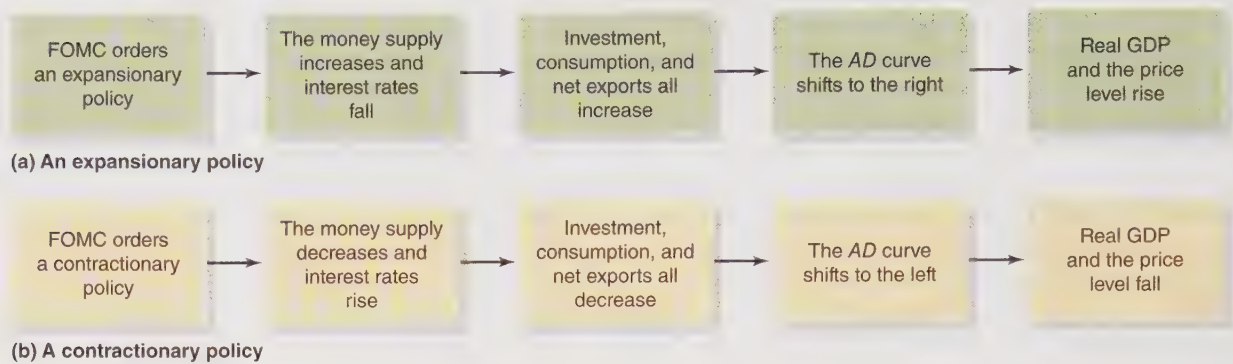 FOMC orders
an expansionary
policy
The money supply
increases and
interest rates
fall
Investment,
consumption, and
net exports all
increase
The AD curve
shifts to the right
Real GDP
and the price
level rise
(a) An expansionary policy
FOMC orders
a contractionary
policy
The money supply
decreases and
interest rates
rise
Investment,
consumption, and
net exports all
decrease
The AD curve
shifts to the left
Real GDP
and the price
level fall
(b) A contractionary policy